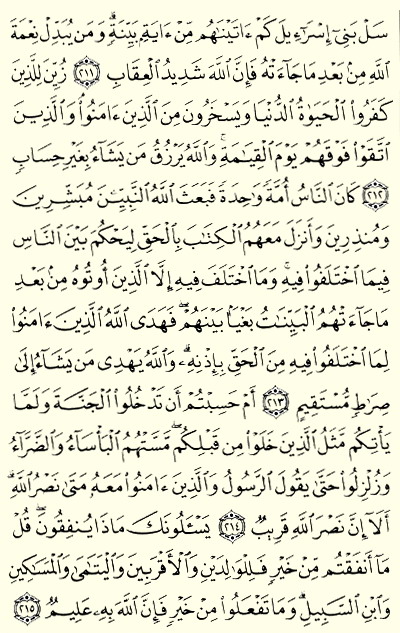 سَلْ بَنِىٓ إِسْرَٰٓءِيلَ كَمْ ءَاتَيْنَٰهُم مِّنْ ءَايَةٍۭ بَيِّنَةٍۗ وَمَن يُبَدِّلْ نِعْمَةَ
ٱللَّهِ مِنۢ بَعْدِ مَا جَآءَتْهُ فَإِنَّ ٱللَّهَ شَدِيدُ ٱلْعِقَابِ ٢١١ زُيِّنَ لِلَّذِينَ
كَفَرُوا۟ ٱلْحَيَوٰةُ ٱلدُّنْيَا وَيَسْخَرُونَ مِنَ ٱلَّذِينَ ءَامَنُوا۟ۘ وَٱلَّذِينَ
ٱتَّقَوْا۟ فَوْقَهُمْ يَوْمَ ٱلْقِيَٰمَةِۗ وَٱللَّهُ يَرْزُقُ مَن يَشَآءُ بِغَيْرِ حِسَابٍ
٢١٢ كَانَ ٱلنَّاسُ أُمَّةً وَٰحِدَةً فَبَعَثَ ٱللَّهُ ٱلنَّبِيِّۦنَ مُبَشِّرِينَ
وَمُنذِرِينَ وَأَنزَلَ مَعَهُمُ ٱلْكِتَٰبَ بِٱلْحَقِّ لِيَحْكُمَ بَيْنَ ٱلنَّاسِ
فِيمَا ٱخْتَلَفُوا۟ فِيهِۚ وَمَا ٱخْتَلَفَ فِيهِ إِلَّا ٱلَّذِينَ أُوتُوهُ مِنۢ بَعْدِ
مَا جَآءَتْهُمُ ٱلْبَيِّنَٰتُ بَغْيًۢا بَيْنَهُمْۖ فَهَدَى ٱللَّهُ ٱلَّذِينَ ءَامَنُوا۟
لِمَا ٱخْتَلَفُوا۟ فِيهِ مِنَ ٱلْحَقِّ بِإِذْنِهِۦۗ وَٱللَّهُ يَهْدِى مَن يَشَآءُ إِلَىٰ
صِرَٰطٍ مُّسْتَقِيمٍ ٢١٣ أَمْ حَسِبْتُمْ أَن تَدْخُلُوا۟ ٱلْجَنَّةَ وَلَمَّا
يَأْتِكُم مَّثَلُ ٱلَّذِينَ خَلَوْا۟ مِن قَبْلِكُمۖ مَّسَّتْهُمُ ٱلْبَأْسَآءُ وَٱلضَّرَّآءُ
وَزُلْزِلُوا۟ حَتَّىٰ يَقُولَ ٱلرَّسُولُ وَٱلَّذِينَ ءَامَنُوا۟ مَعَهُۥ مَتَىٰ نَصْرُ ٱللَّهِۗ
أَلَآ إِنَّ نَصْرَ ٱللَّهِ قَرِيبٌ ٢١٤ يَسْـَٔلُونَكَ مَاذَا يُنفِقُونَۖ قُلْ
مَآ أَنفَقْتُم مِّنْ خَيْرٍ فَلِلْوَٰلِدَيْنِ وَٱلْأَقْرَبِينَ وَٱلْيَتَٰمَىٰ وَٱلْمَسَٰكِينِ
وَٱبْنِ ٱلسَّبِيلِۗ وَمَا تَفْعَلُوا۟ مِنْ خَيْرٍ فَإِنَّ ٱللَّهَ بِهِۦ عَلِيمٌ ٢١٥